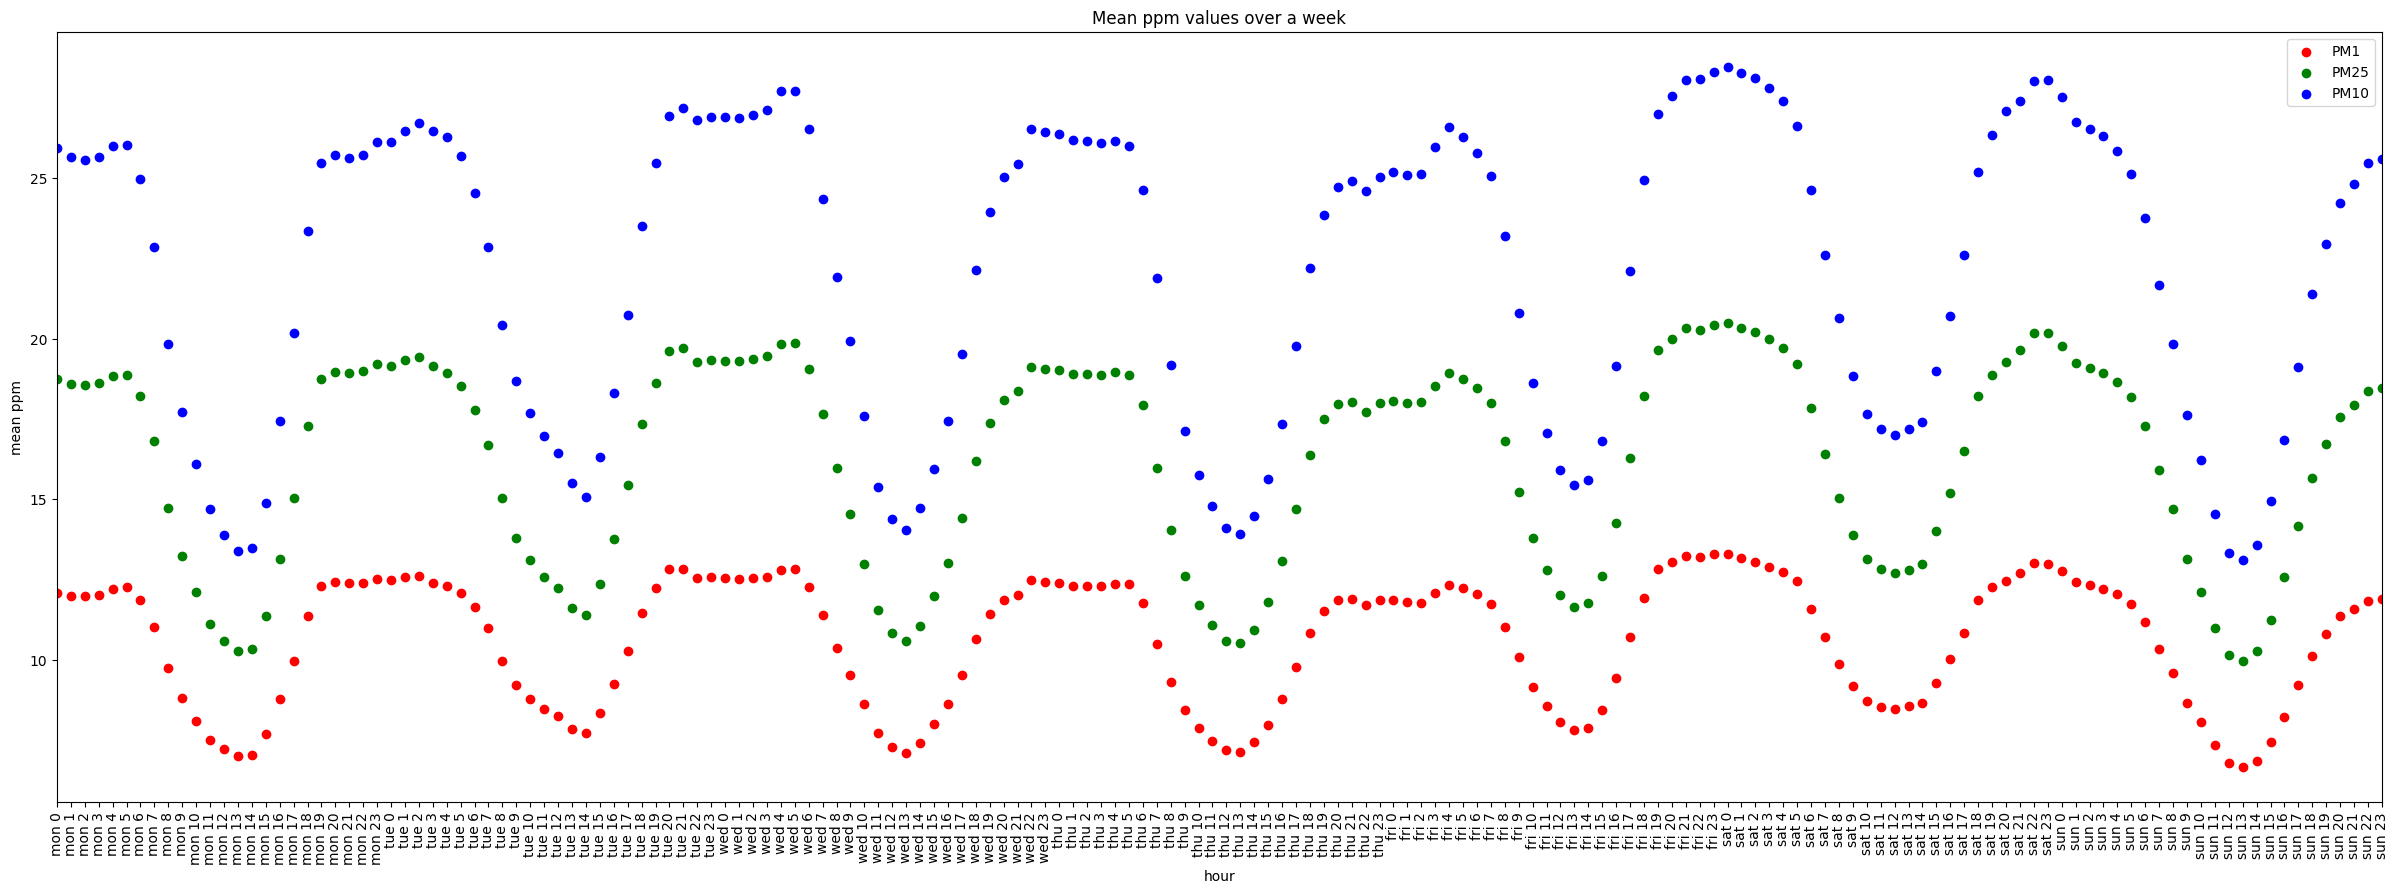 Mean ppm values over a week
PM1
PM25
PM10
mean ppm
25
20
15
10
mon 0
mon 1
mon 2
mon 3
mon 4
mon 5
mon 6
mon 7
mon 8
mon 9
mon 10
mon 11
mon 12
mon 13
mon 14
mon 15
mon 16
mon 17
mon 18
mon 19
mon 20
mon 21
mon 22
mon 23
tue 0
tue 1
tue 2
tue 3
tue 4
tue 5
tue 6
tue 7
tue 8
tue 9
tue 10
tue 11
tue 12
tue 13
tue 14
tue 15
tue 16
tue 17
tue 18
tue 19
tue 20
tue 21
tue 22
tue 23
wed 0
wed 1
wed 2
wed 3
wed 4
wed 5
wed 6
wed 7
wed 8
wed 9
wed 10
wed 11
wed 12
wed 13
wed 14
wed 15
wed 16
wed 17
wed 18
wed 19
wed 20
wed 21
wed 22
wed 23
thu 0
thu 1
thu 2
thu 3
thu 4
thu 5
thu 6
thu 7
thu 8
thu 9
thu 10
thu 11
thu 12
thu 13
thu 14
thu 15
thu 16
thu 17
thu 18
thu 19
thu 20
thu 21
thu 22
thu 23
fri 0
fri 1
fri 2
fri 3
fri 4
fri 5
fri 6
fri 7
fri 8
fri 9
fri 10
fri 11
fri 12
fri 13
fri 14
fri 15
fri 16
fri 17
fri 18
fri 19
fri 20
fri 21
fri 22
fri 23
sat 0
sat 1
sat 2
sat 3
sat 4
sat 5
sat 6
sat 7
sat 8
sat 9
sat 10
sat 11
sat 12
sat 13
sat 14
sat 15
sat 16
sat 17
sat 18
sat 19
sat 20
sat 21
sat 22
sat 23
sun 0
sun 1
sun 2
sun 3
sun 4
sun 5
sun 6
sun 7
sun 8
sun 9
sun 10
sun 11
sun 12
sun 13
sun 14
sun 15
sun 16
sun 17
sun 18
sun 19
sun 20
sun 21
sun 22
sun 23
hour